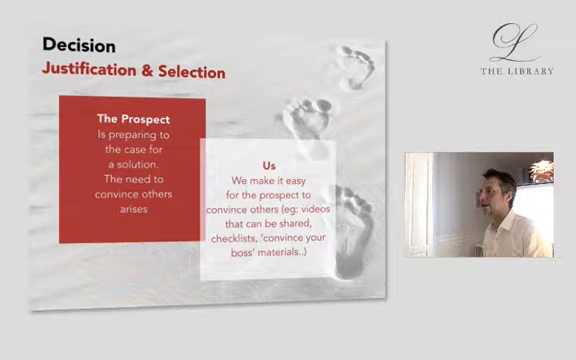 Decision
Justification & Selection
The Prospect
Is preparing to
the case for
a solution.
The need to
convince others
arises
Us
We make it easy
for the prospect to
convince others (eg: videos
that can be shared,
checklists, 'convince your
boss' materials..)
L
THE LIBRARY